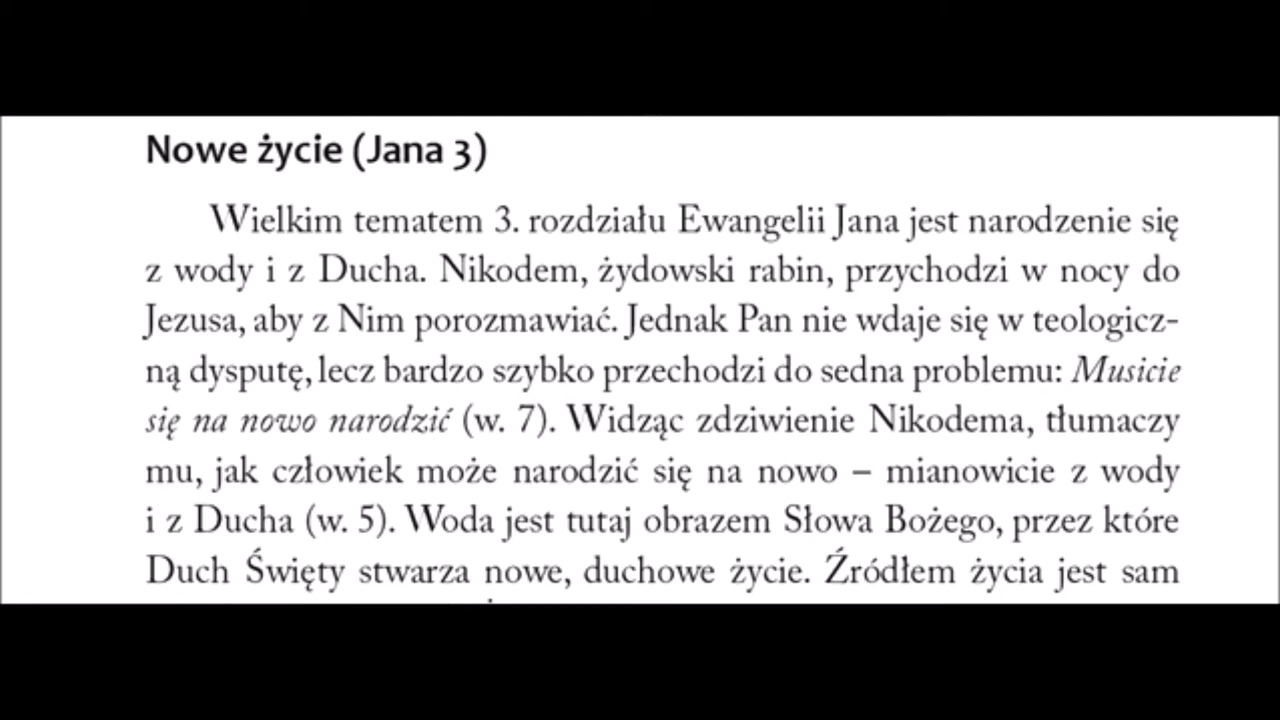 Nowe życie (Jana 3)
Wielkim tematem 3. rozdziału Ewangelii Jana jest narodzenie się
z wody i z Ducha. Nikodem, żydowski rabin, przychodzi w nocy do
Jezusa, aby z Nim porozmawiać. Jednak Pan nie wdaje się w teologicz-
ną dysputę, lecz bardzo szybko przechodzi do sedna problemu: Musicie
się na nowo narodzić (w. 7). Widząc zdziwienie Nikodema, tłumaczy
mu, jak człowiek może narodzić się na nowo – mianowicie z wody
i z Ducha (w. 5). Woda jest tutaj obrazem Słowa Bożego, przez które
Duch Święty stwarza nowe, duchowe życie. Źródłem życia jest sam